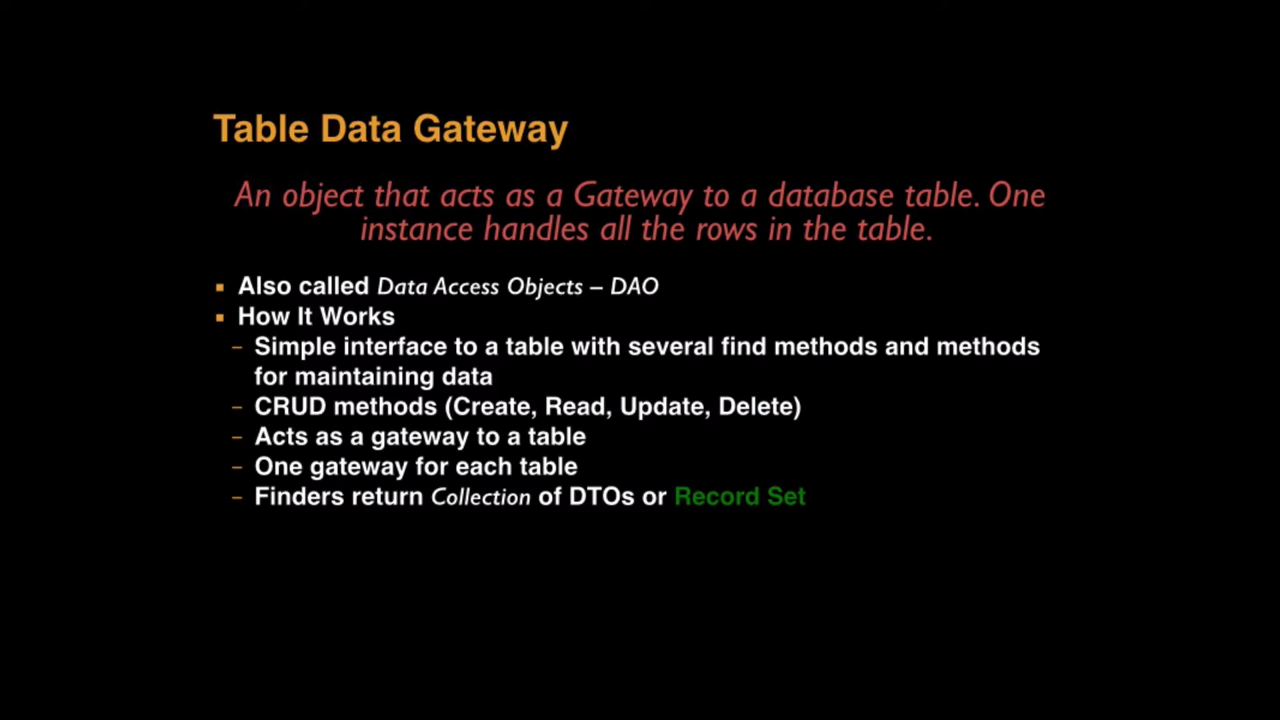 Table Data Gateway
An object that acts as a Gateway to a database table. One
instance handles all the rows in the table.
▪ Also called Data Access Objects – DAO
▪ How It Works
– Simple interface to a table with several find methods and methods
for maintaining data
– CRUD methods (Create, Read, Update, Delete)
– Acts as a gateway to a table
– One gateway for each table
– Finders return Collection of DTOs or Record Set